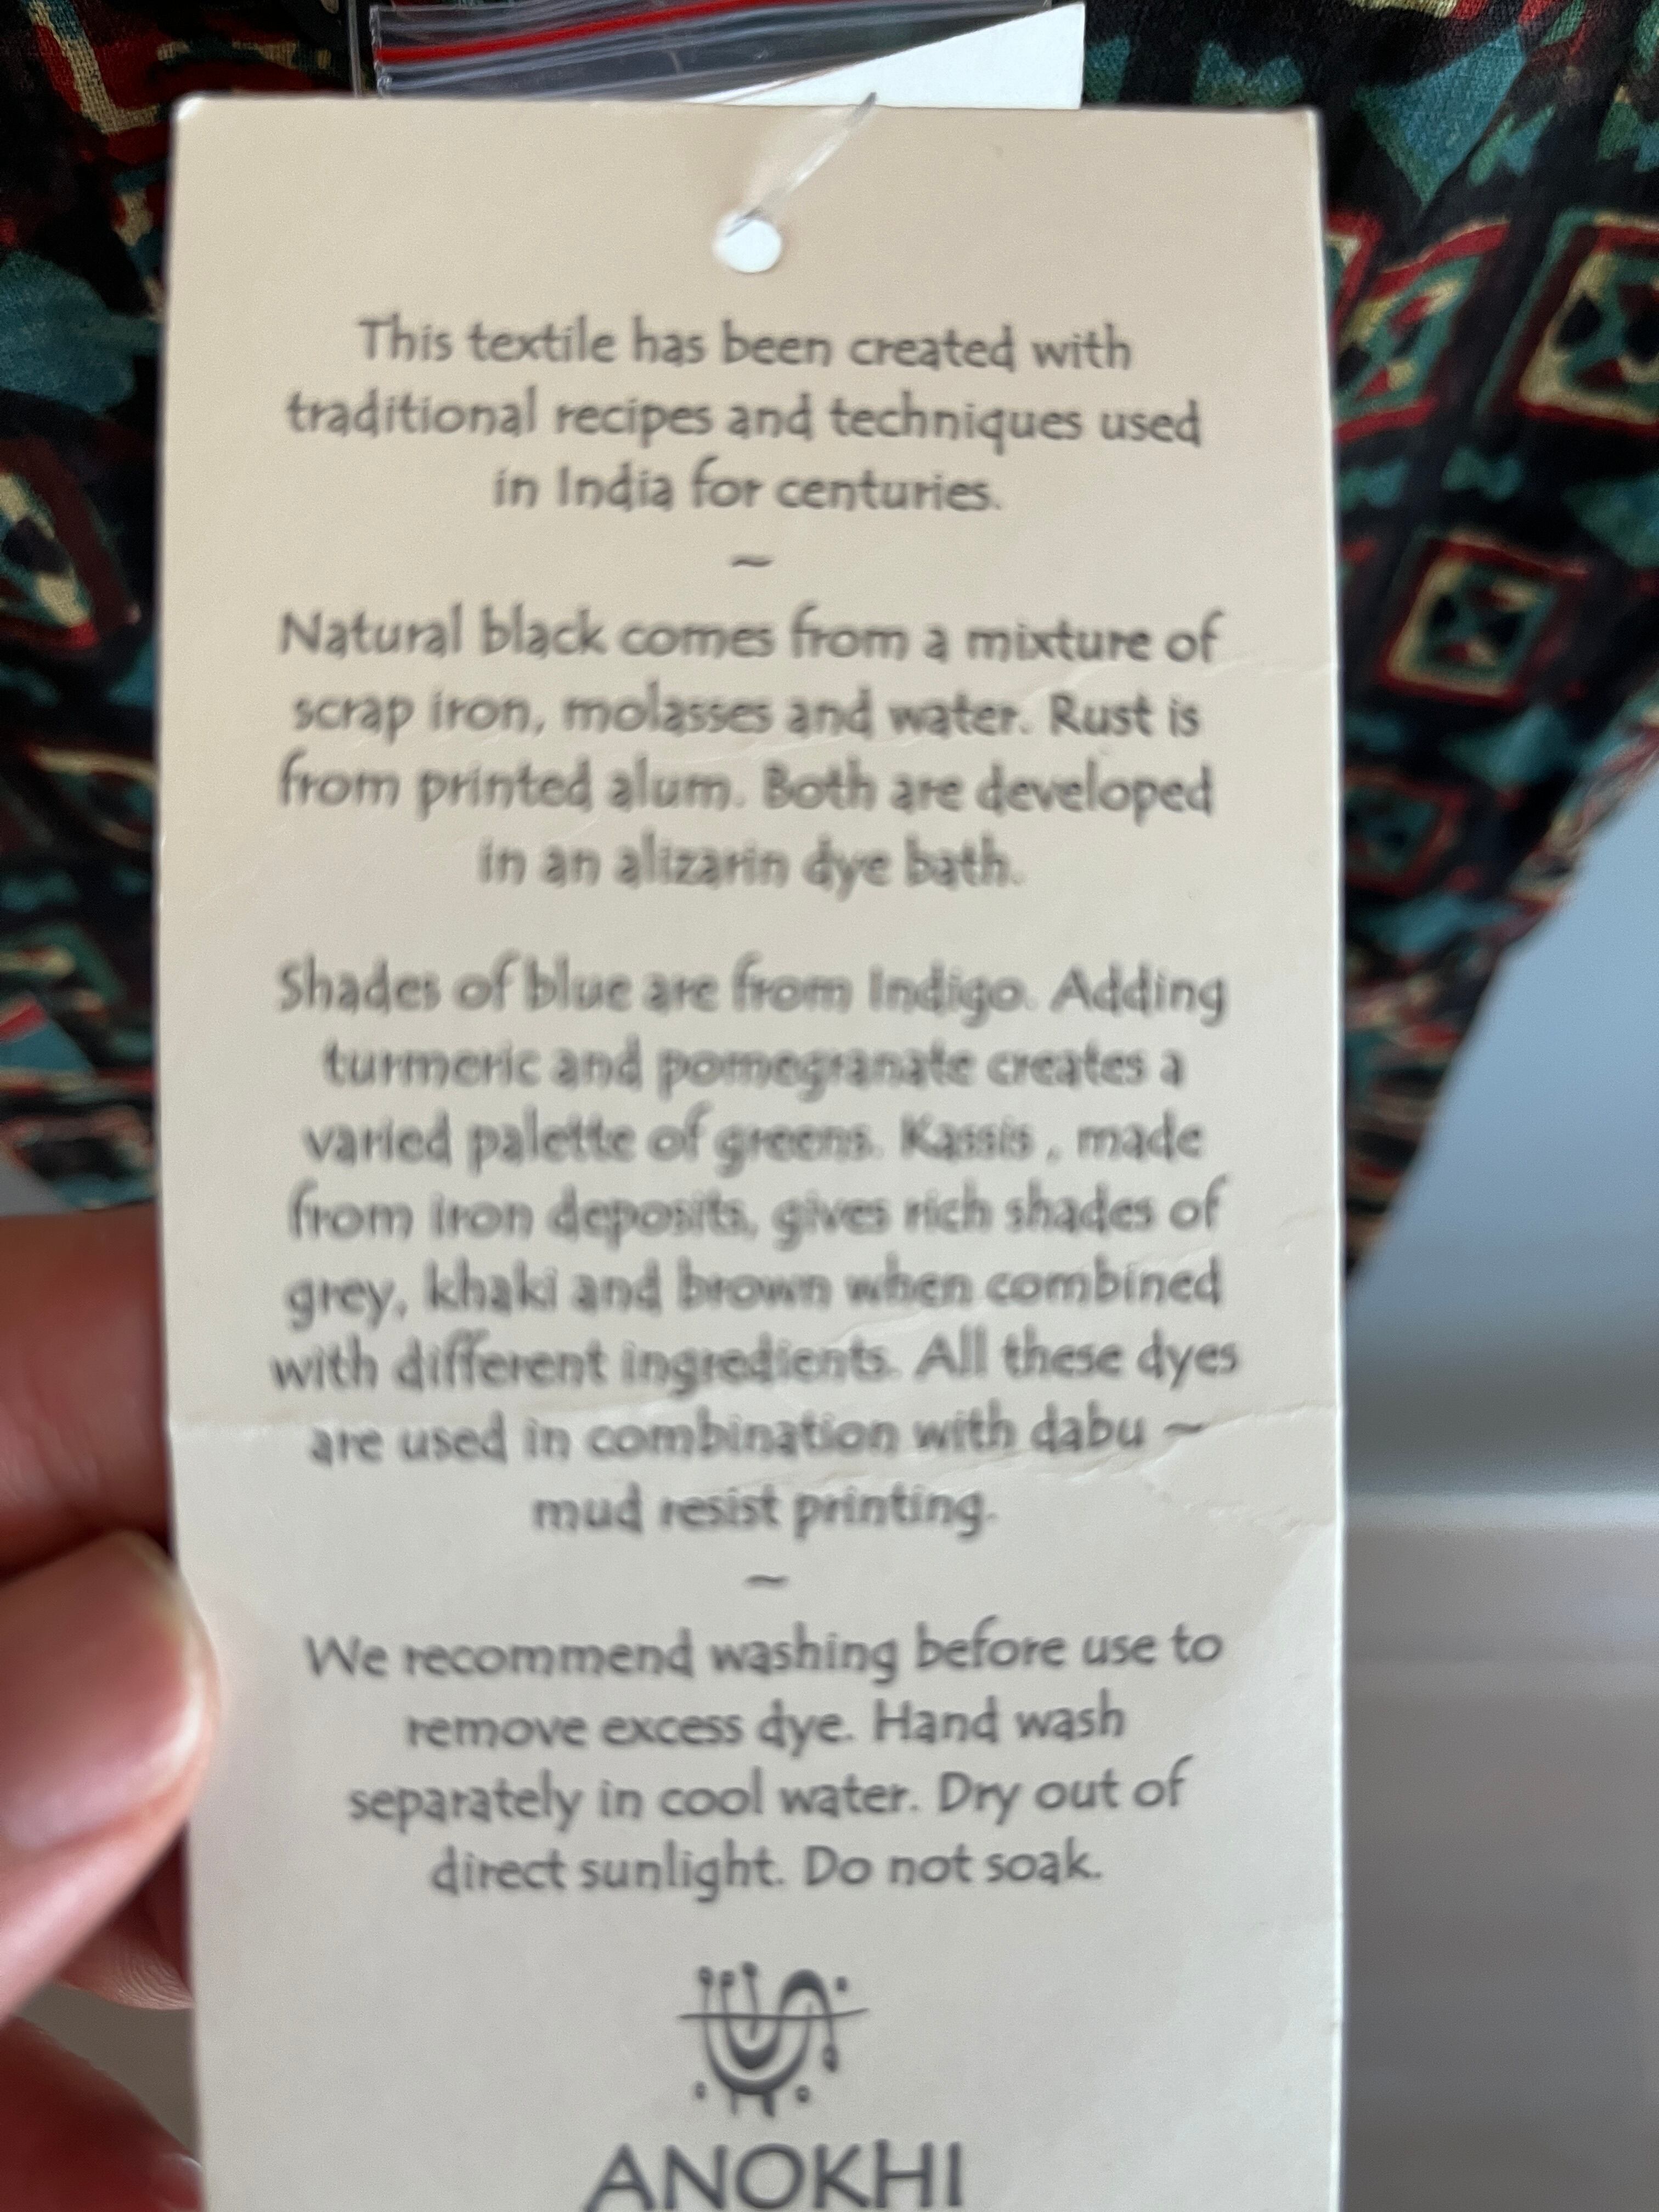 This textile has been created with
traditional recipes and techniques used
in India for centuries.
~
Natural black comes from a mixture of
scrap iron, molasses and water. Rust is
from printed alum. Both are developed
in an alizarin dye bath.
Shades of blue are from Indigo. Adding
turmeric and pomegranate creates a
varied palette of greens. Kassis , made
from iron deposits, gives rich shades of
grey, khaki and brown when combined
with different ingredients. All these dyes
are used in combination with dabu ~
mud resist printing.
~
We recommend washing before use to
remove excess dye. Hand wash
separately in cool water. Dry out of
direct sunlight. Do not soak.
ANOKHI